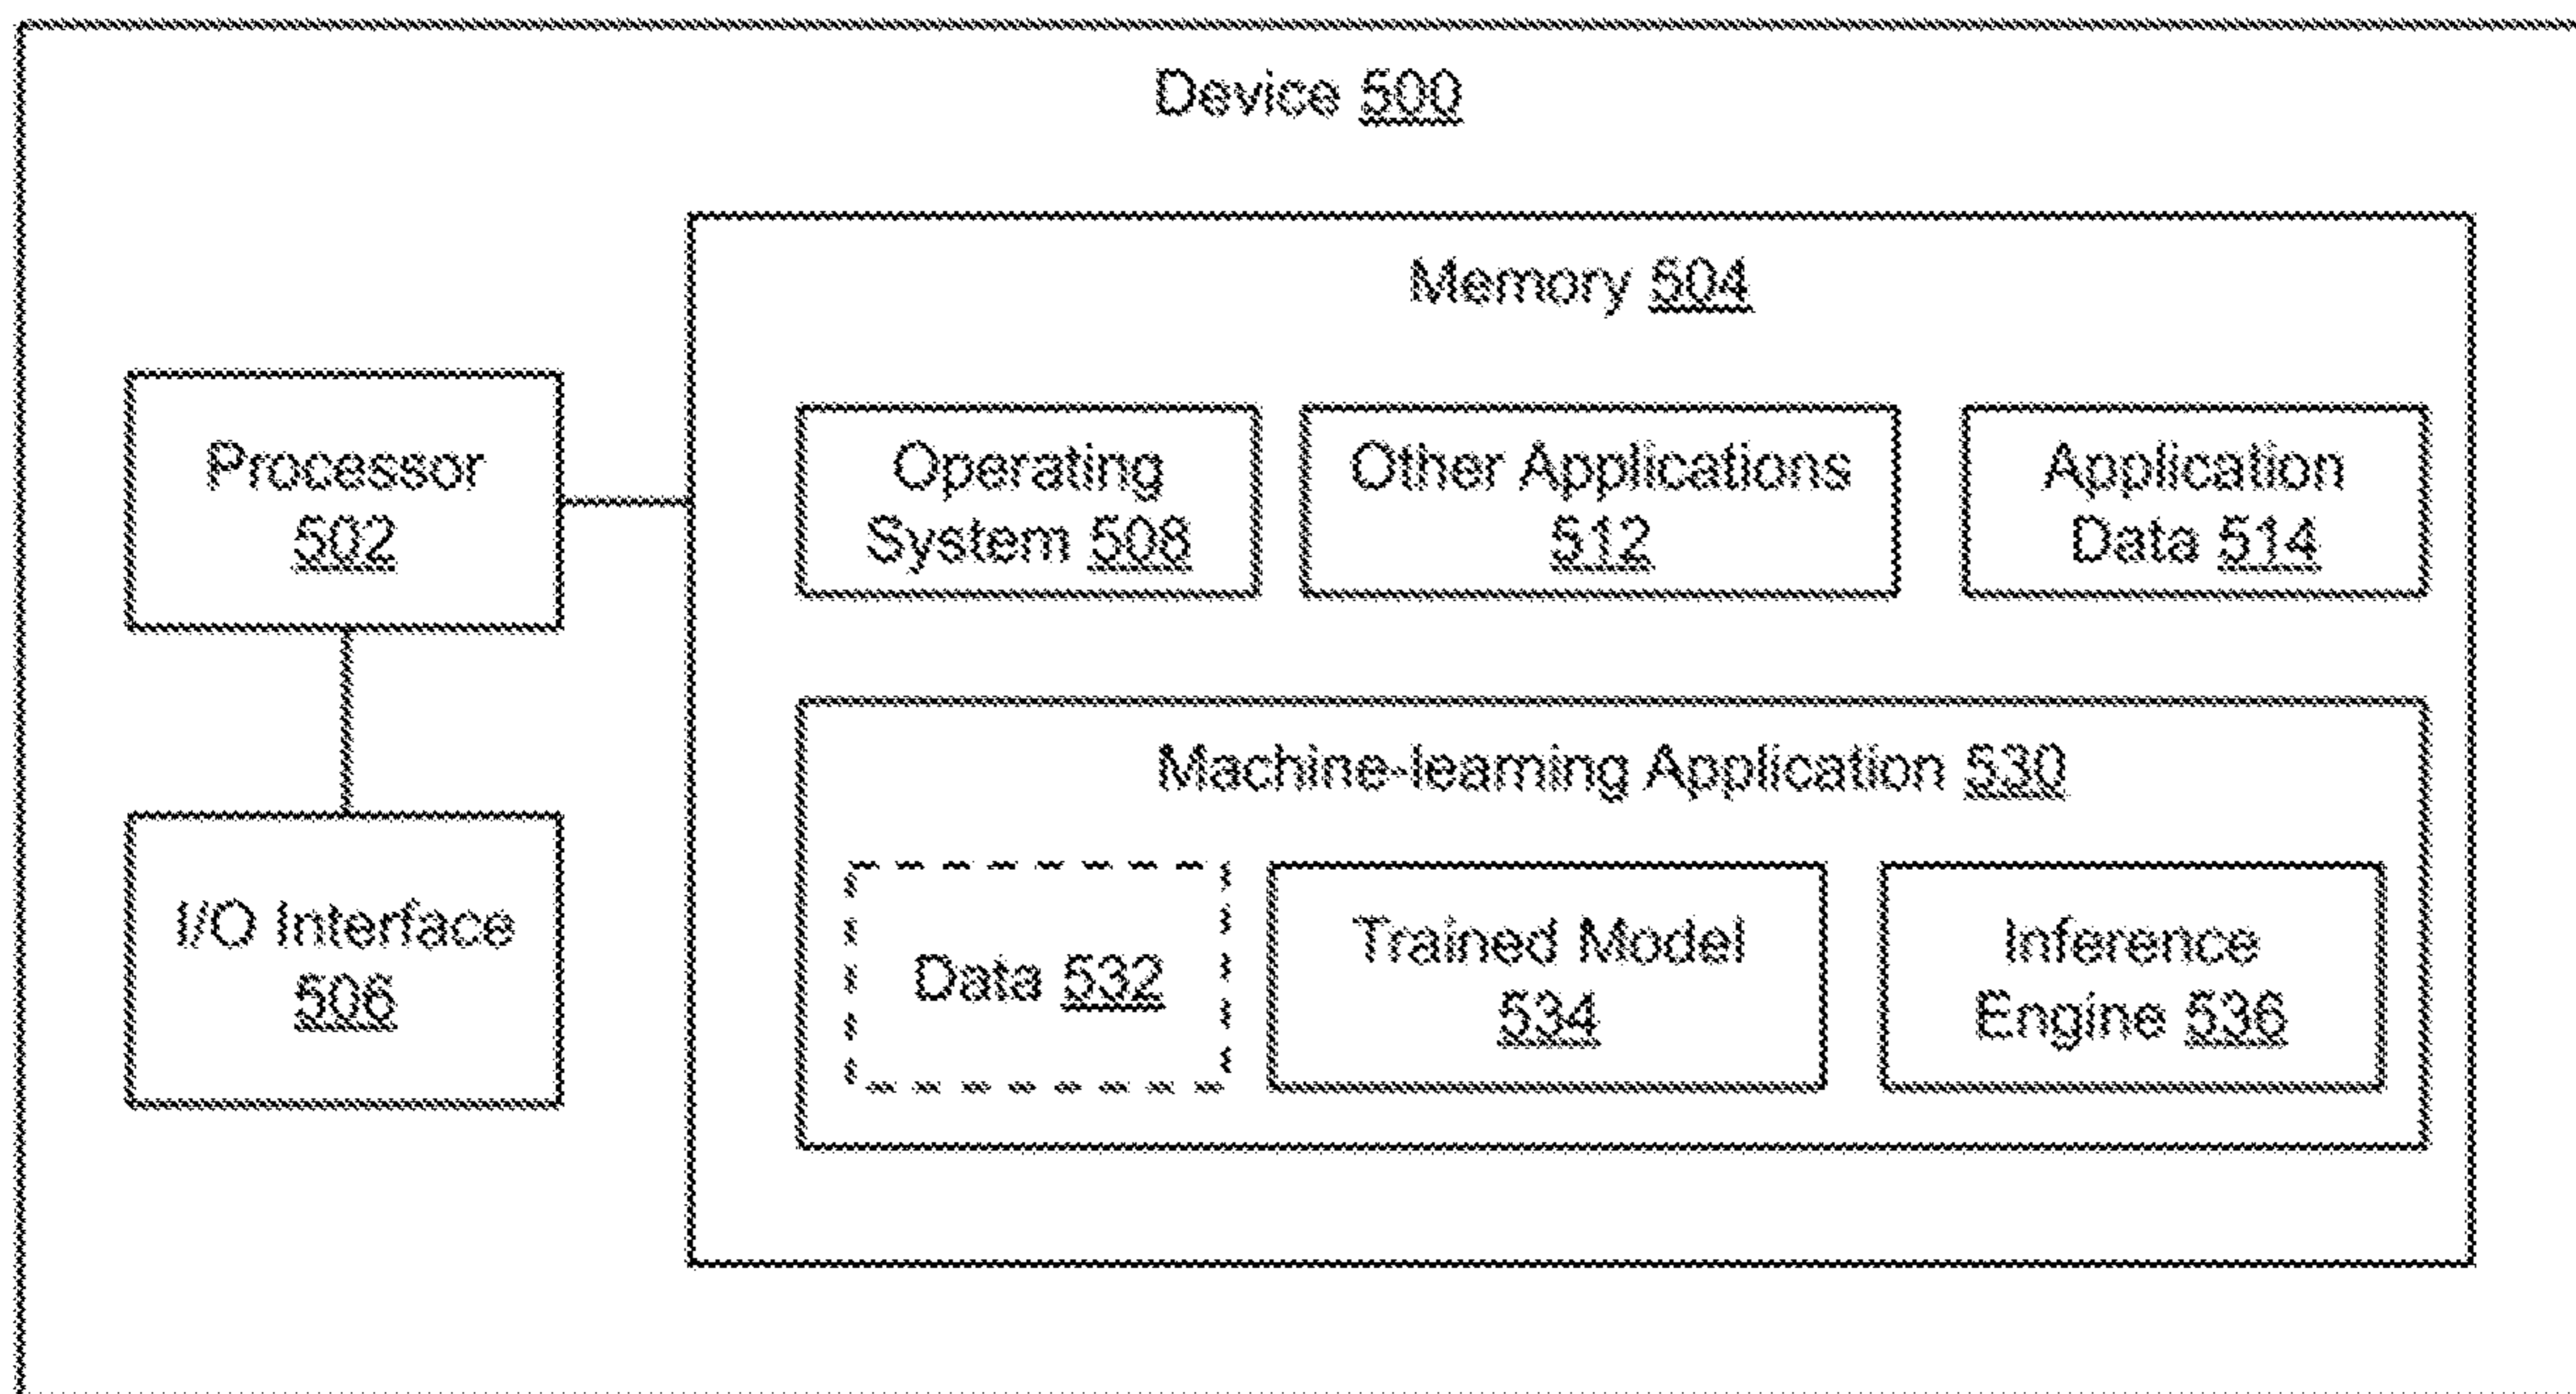 Device 500
Memory 504
Processor
502
Operating
System 508
Other Applications
512
Application
Data 514
Machine-learning Application 530
I/O Interface
506
Data 532
Trained Model
534
Inference
Engine 536